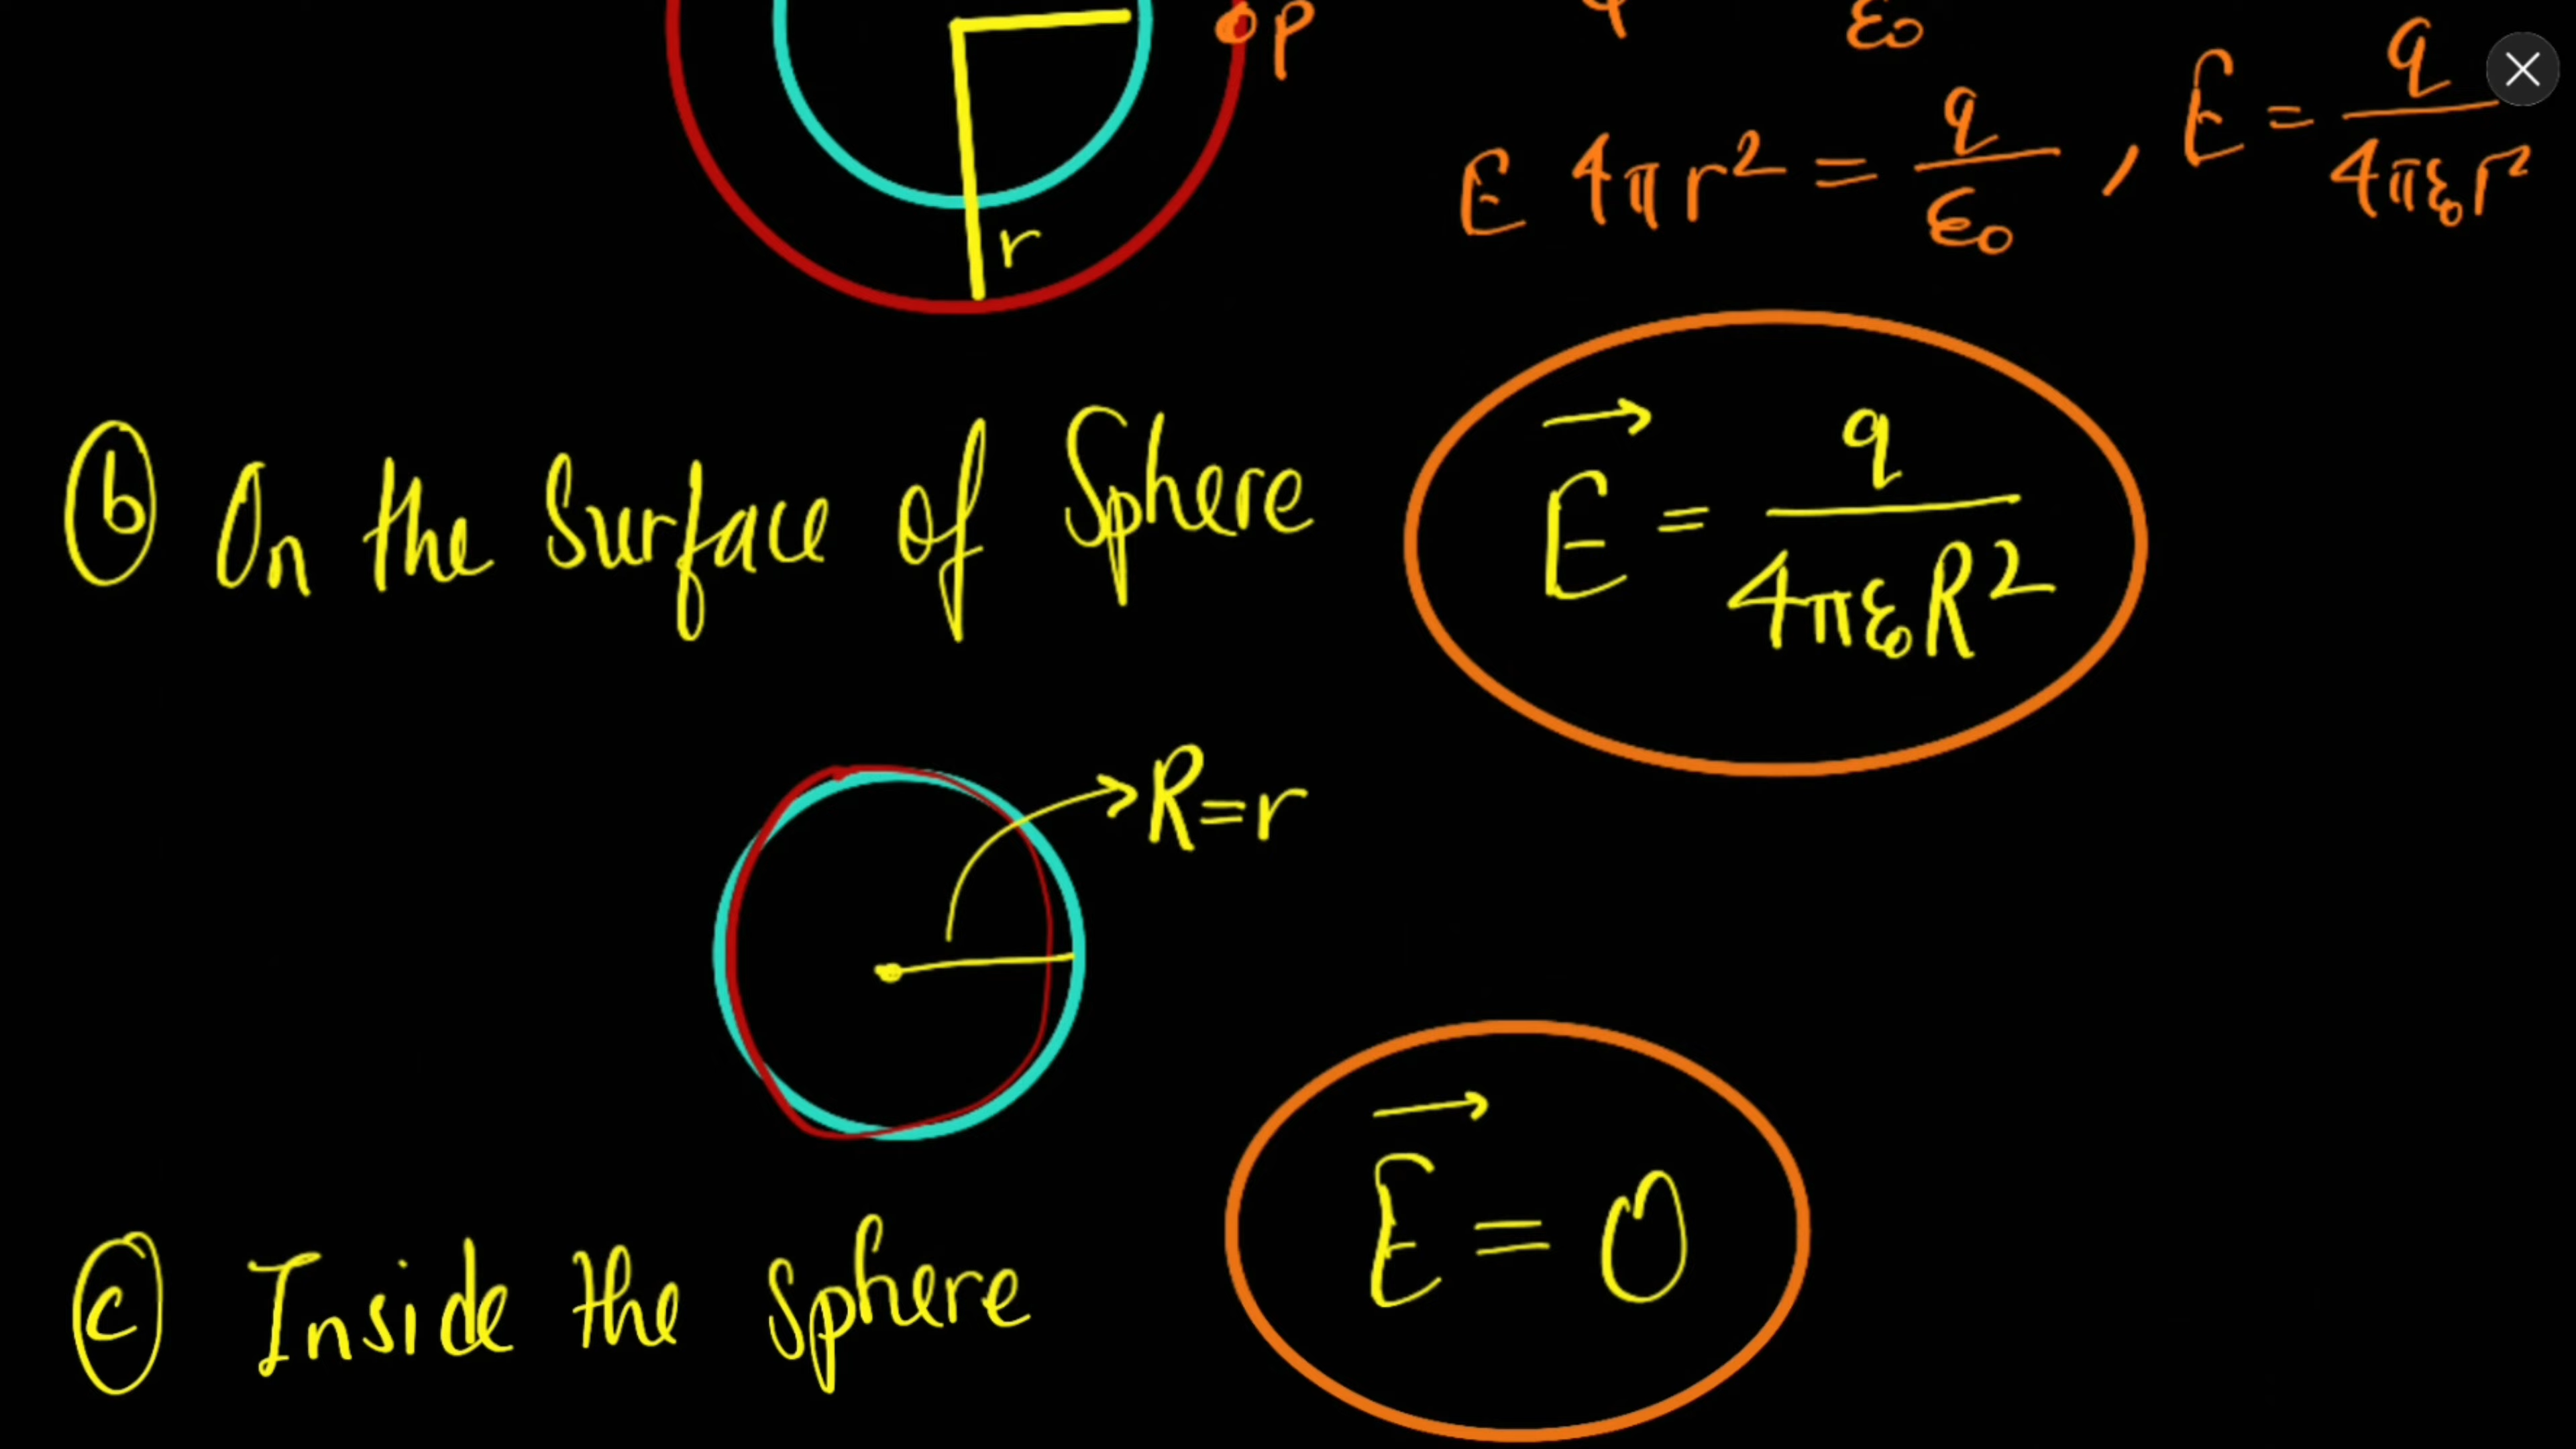 P
q
ε₀
E 4πr² = q/ε₀ , E = q/4πε₀r²
r
ⓑ On the Surface of Sphere
E⃗ = q/4πε₀R²
R=r
E⃗ = 0
ⓒ Inside the Sphere